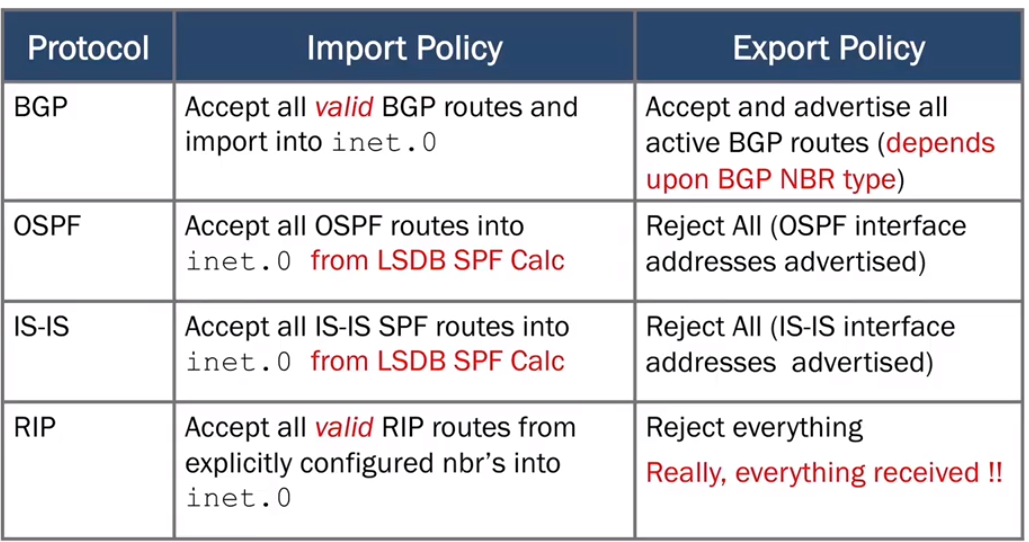 Protocol
Import Policy
Export Policy
BGP
Accept all valid BGP routes and
import into inet.0
Accept and advertise all
active BGP routes (depends
upon BGP NBR type)
OSPF
Accept all OSPF routes into
inet.0 from LSDB SPF Calc
Reject All (OSPF interface
addresses advertised)
IS-IS
Accept all IS-IS SPF routes into
inet.0 from LSDB SPF Calc
Reject All (IS-IS interface
addresses advertised)
RIP
Accept all valid RIP routes from
explicitly configured nbr's into
inet.0
Reject everything
Really, everything received !!